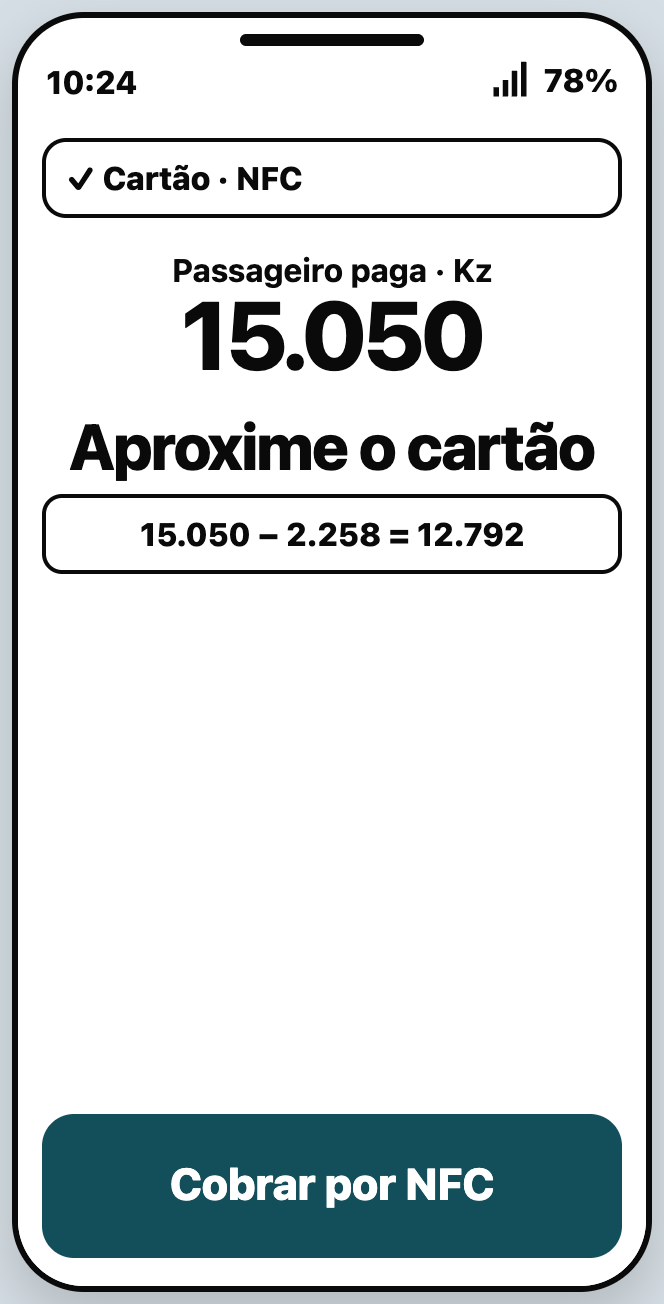 10:24 78%
✓ Cartão · NFC
Passageiro paga · Kz
15.050
Aproxime o cartão
15.050 – 2.258 = 12.792
Cobrar por NFC